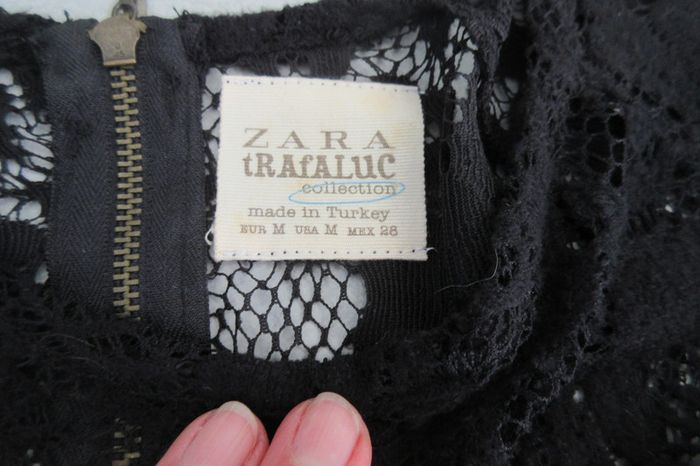 ZARA
tRAfALUC
collection
made in Turkey
EUR M USA M MEX 28